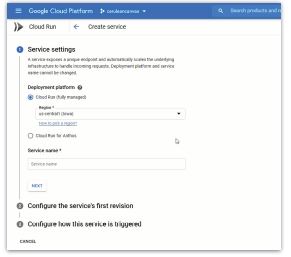 Google Cloud Platform
ceruleancanvas
Search products and r
Cloud Run
Create service
1
Service settings
A service exposes a unique endpoint and automatically scales the underlying
infrastructure to handle incoming requests. Deployment platform and service
name cannot be changed.
Deployment platform
Cloud Run (fully managed)
Region *
us-central1 (Iowa)
How to pick a region?
Cloud Run for Anthos
Service name *
Service name
NEXT
2
Configure the service's first revision
3
Configure how this service is triggered
CANCEL